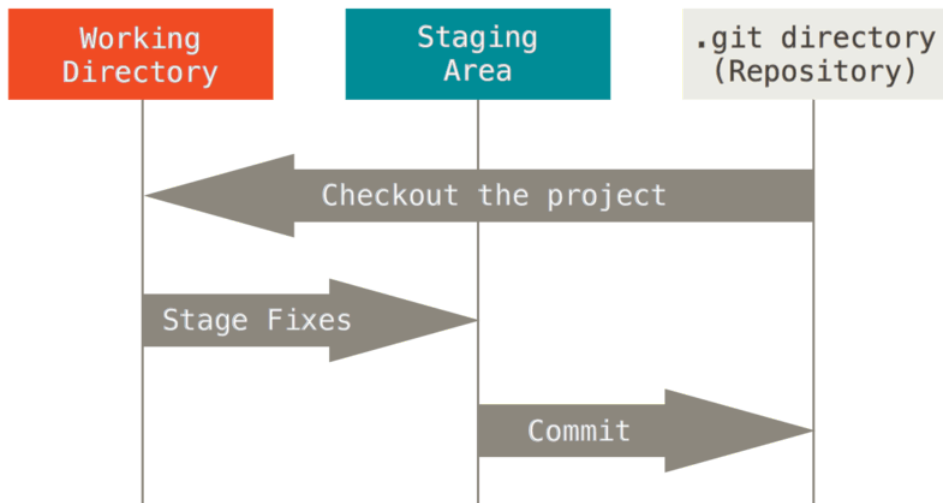 Working
Directory
Staging
Area
.git directory
(Repository)
Checkout the project
Stage Fixes
Commit